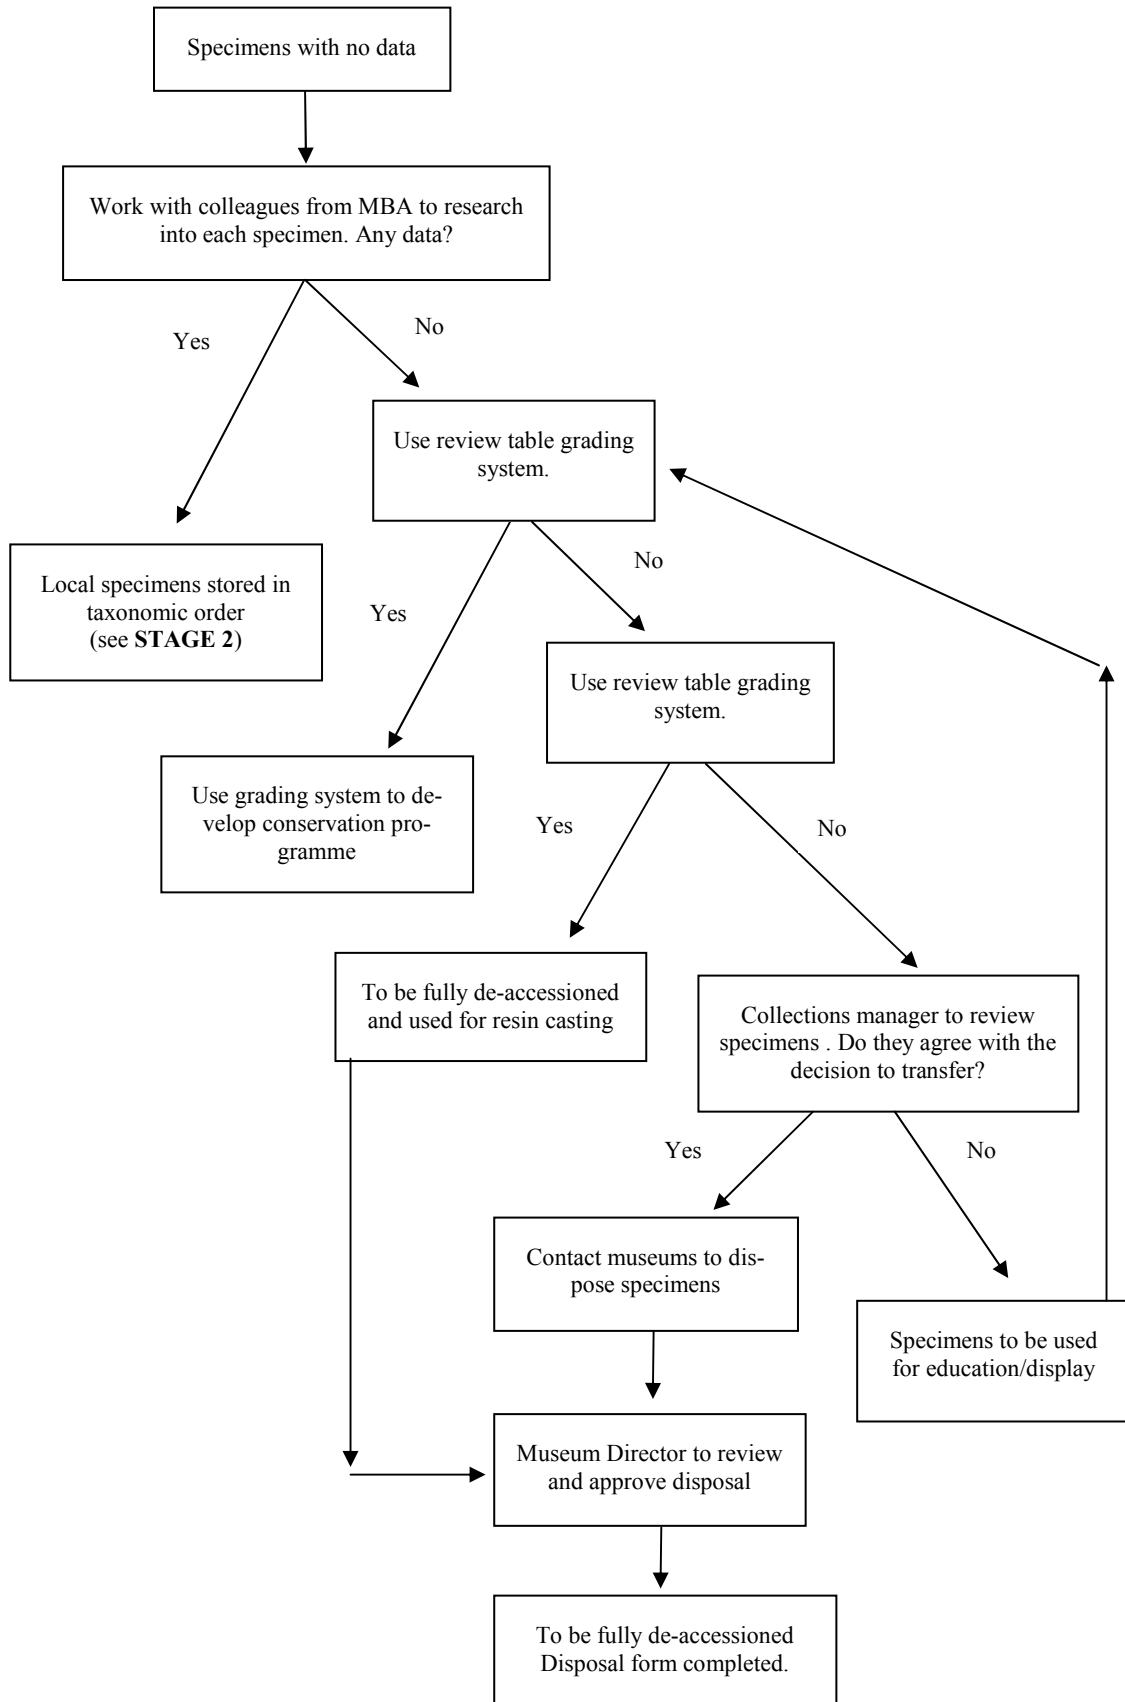 Specimens with no data
Work with colleagues from MBA to research
into each specimen. Any data?
Yes
No
Use review table grading
system.
Local specimens stored in
taxonomic order
(see STAGE 2)
Yes
No
Use review table grading
system.
Use grading system to de-
velop conservation pro-
gramme
Yes
No
To be fully de-accessioned
and used for resin casting
Collections manager to review
specimens . Do they agree with the
decision to transfer?
Yes
No
Contact museums to dis-
pose specimens
Specimens to be used
for education/display
Museum Director to review
and approve disposal
To be fully de-accessioned
Disposal form completed.